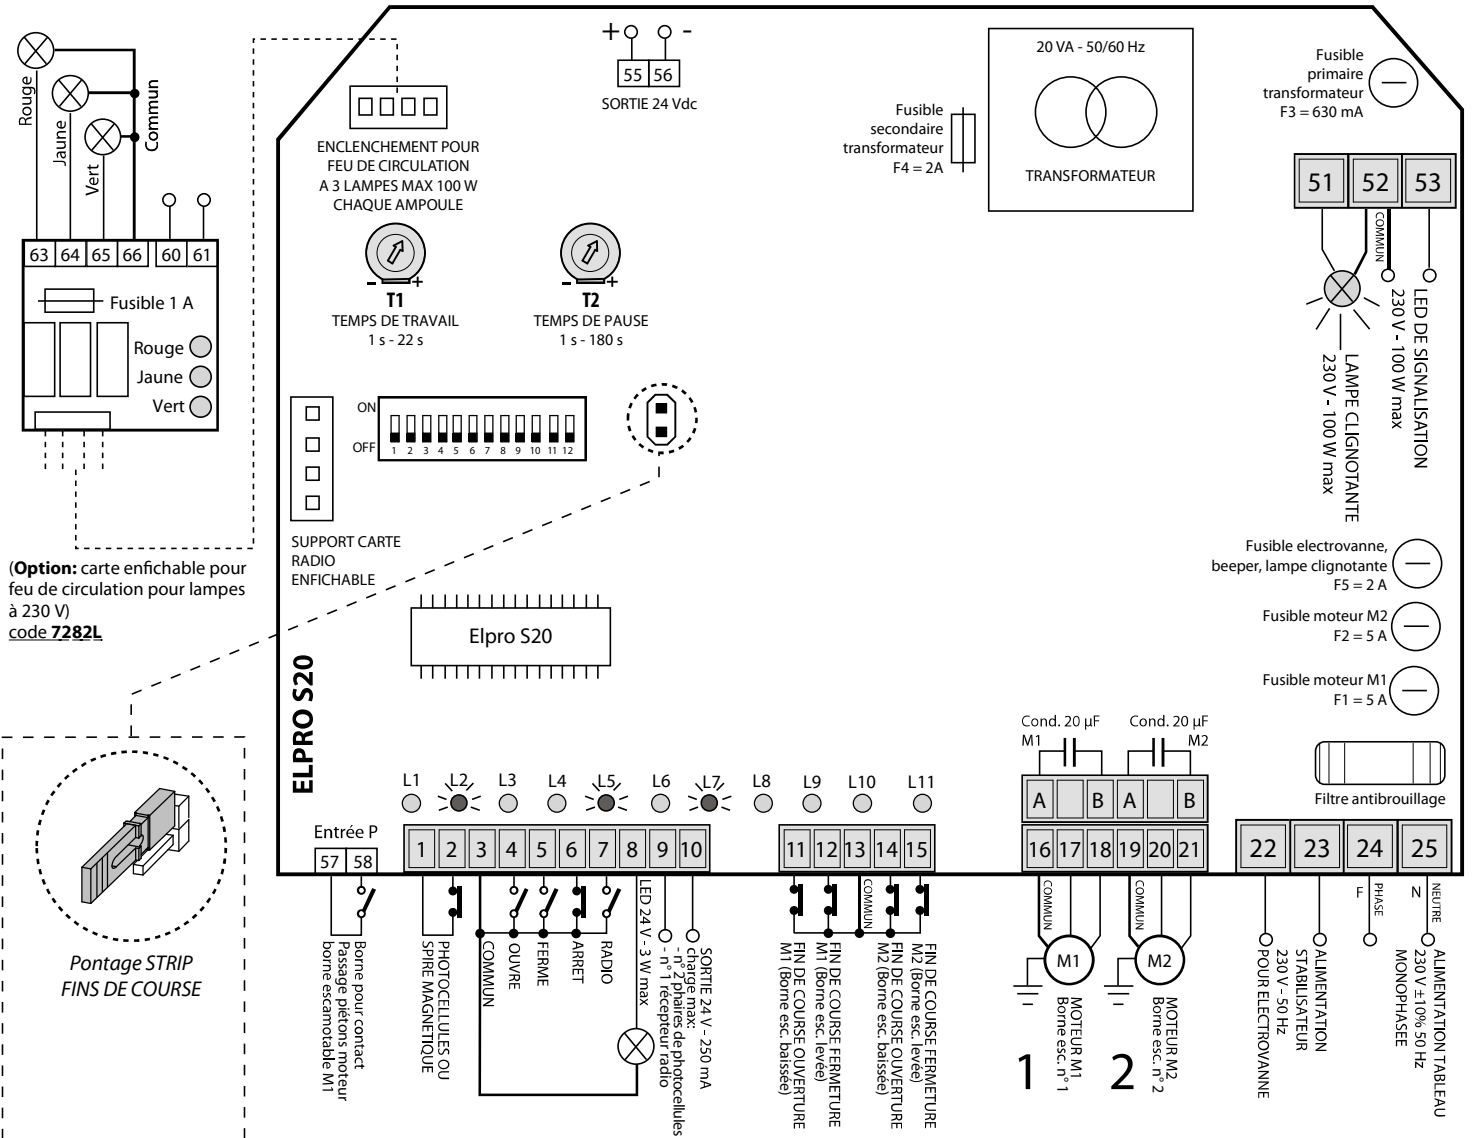 Rouge
Jaune
Vert
Commun
63 64 65 66 60 61
Fusible 1 A
Rouge
Jaune
Vert
(Option: carte enfichable pour
feu de circulation pour lampes
à 230 V)
code 7282L
Pontage STRIP
FINS DE COURSE
+ -
55 56
SORTIE 24 Vdc
ENCLENCHEMENT POUR
FEU DE CIRCULATION
A 3 LAMPES MAX 100 W
CHAQUE AMPOULE
- +
T1
TEMPS DE TRAVAIL
1 s - 22 s
- +
T2
TEMPS DE PAUSE
1 s - 180 s
20 VA - 50/60 Hz
TRANSFORMATEUR
Fusible
secondaire
transformateur
F4 = 2A
Fusible
primaire
transformateur
F3 = 630 mA
51 52 53
COMMUN
LED DE SIGNALISATION
230 V - 100 W max
LAMPE CLIGNOTANTE
230 V - 100 W max
ON
OFF
1 2 3 4 5 6 7 8 9 10 11 12
SUPPORT CARTE
RADIO
ENFICHABLE
Elpro S20
ELPRO S20
Fusible electrovanne,
beeper, lampe clignotante
F5 = 2 A
Fusible moteur M2
F2 = 5 A
Fusible moteur M1
F1 = 5 A
Filtre antibrouillage
Cond. 20 µF
M1
Cond. 20 µF
M2
A B A B
L1 L2 L3 L4 L5 L6 L7 L8 L9 L10 L11
Entrée P
57 58
1 2 3 4 5 6 7 8 9 10
11 12 13 14 15
16 17 18 19 20 21
22 23 24 25
Borne pour contact
Passage piétons moteur
borne escamotable M1
PHOTOCELLULES OU
SPIRE MAGNETIQUE
COMMUN
OUVRE
FERME
ARRET
RADIO
LED 24 V - 3 W max
SORTIE 24 V - 250 mA
charge max:
- n° 2 phaires de photocellules
- n° 1 récepteur radio
FIN DE COURSE OUVERTURE
M1 (Borne esc. baissée)
FIN DE COURSE FERMETURE
M1 (Borne esc. levée)
COMMUN
FIN DE COURSE OUVERTURE
M2 (Borne esc. baissée)
FIN DE COURSE FERMETURE
M2 (Borne esc. levée)
COMMUN
M1
1
MOTEUR M1
Borne esc. n° 1
COMMUN
M2
2
MOTEUR M2
Borne esc. n° 2
230 V - 50 Hz
POUR ELECTROVANNE
ALIMENTATION
STABILISATEUR
F PHASE
N NEUTRE
ALIMENTATION TABLEAU
230 V ±10% 50 Hz
MONOPHASEE